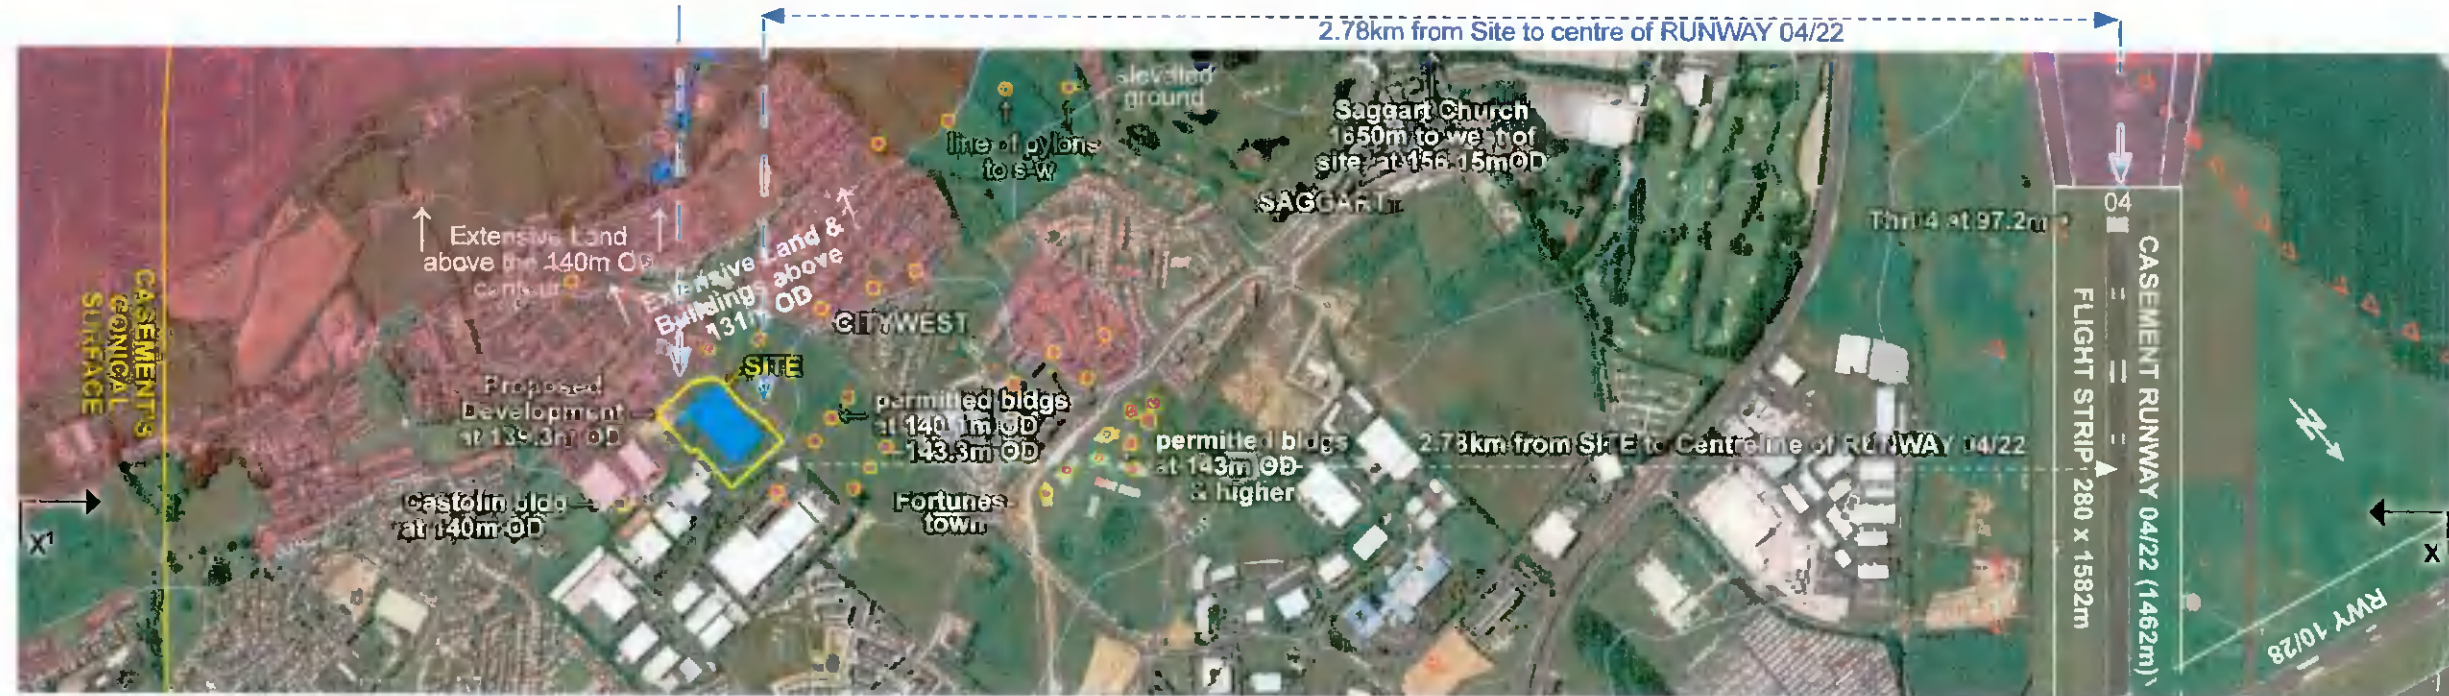 2.78km from Site to centre of RUNWAY 04/22
elevated
ground
line of pylons
to s-w
Saggart Church
1650m to west of
site, at 156.15mOD
SAGGART
04
Thr 04 at 97.2m
Extensive Land
above the 140m OD
contour
Extensive Land &
Buildings above
131m OD
CITYWEST
SITE
Proposed
Development
at 139.3m OD
permitted bldgs
at 140.1m OD
143.3m OD
permitted bldgs
at 143m OD
& higher
2.78km from SITE to Centreline of RUNWAY 04/22
Castolin bldg
at 140m OD
Fortunes-
town
CASEMENT'S
CONICAL
SURFACE
FLIGHT STRIP: 280 x 1582m
CASEMENT RUNWAY 04/22 (1462m)
RWY 10/28
N
X¹
X